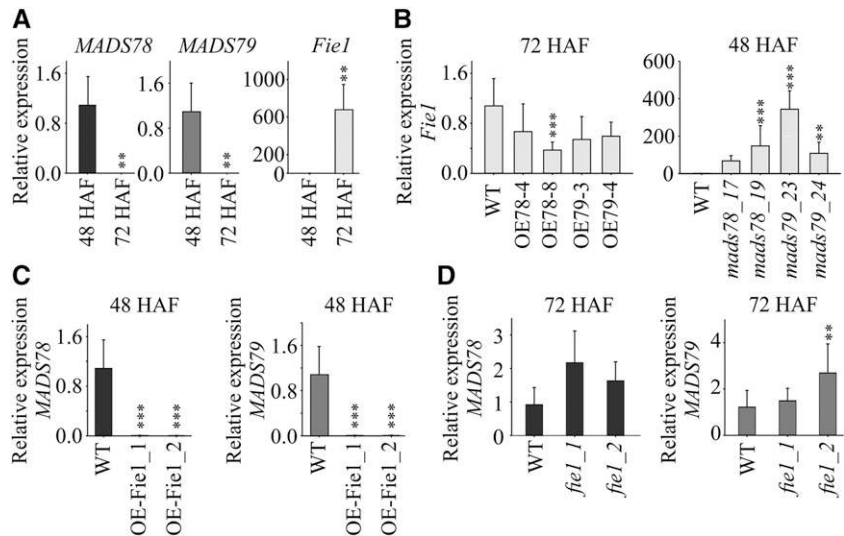 A
MADS78 MADS79 Fie1
Relative expression
1.6
0.8
0.0
1.6
0.8
0.0
1000
800
600
400
200
0
** ** **
48 HAF
72 HAF
48 HAF
72 HAF
48 HAF
72 HAF
B
72 HAF
Relative expression
Fie1
1.6
0.8
0.0
***
WT
OE78-4
OE78-8
OE79-3
OE79-4
48 HAF
600
400
200
0
*** *** **
WT
mads78_17
mads78_19
mads79_23
mads79_24
C
48 HAF
Relative expression
MADS78
1.6
0.8
0.0
*** ***
WT
OE-Fie1_1
OE-Fie1_2
48 HAF
Relative expression
MADS79
1.6
0.8
0.0
*** ***
WT
OE-Fie1_1
OE-Fie1_2
D
72 HAF
Relative expression
MADS78
3
2
1
0
WT
fie1_1
fie1_2
72 HAF
Relative expression
MADS79
4
2
0
**
WT
fie1_1
fie1_2